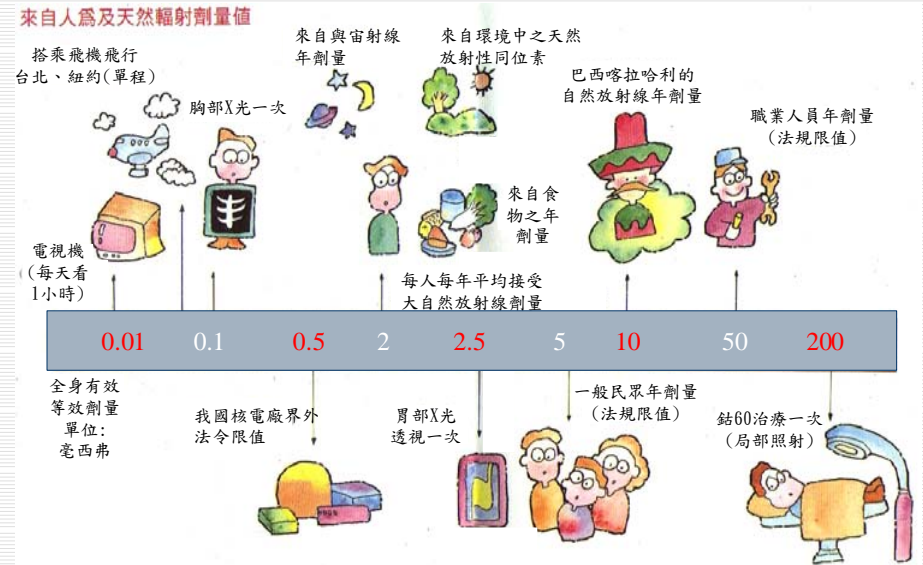 來自人爲及天然輻射劑量值
搭乘飛機飛行
台北、紐約(單程)
胸部X光一次
來自與宙射線
年劑量
來自環境中之天然
放射性同位素
巴西喀拉哈利的
自然放射線年劑量
職業人員年劑量
(法規限值)
電視機
(每天看
1小時)
來自食
物之年
劑量
每人每年平均接受
大自然放射線劑量
0.01 0.1 0.5 2 2.5 5 10 50 200
全身有效
等效劑量
單位:
毫西弗
我國核電廠界外
法令限值
胃部X光
透視一次
一般民眾年劑量
(法規限值)
鈷60治療一次
(局部照射)